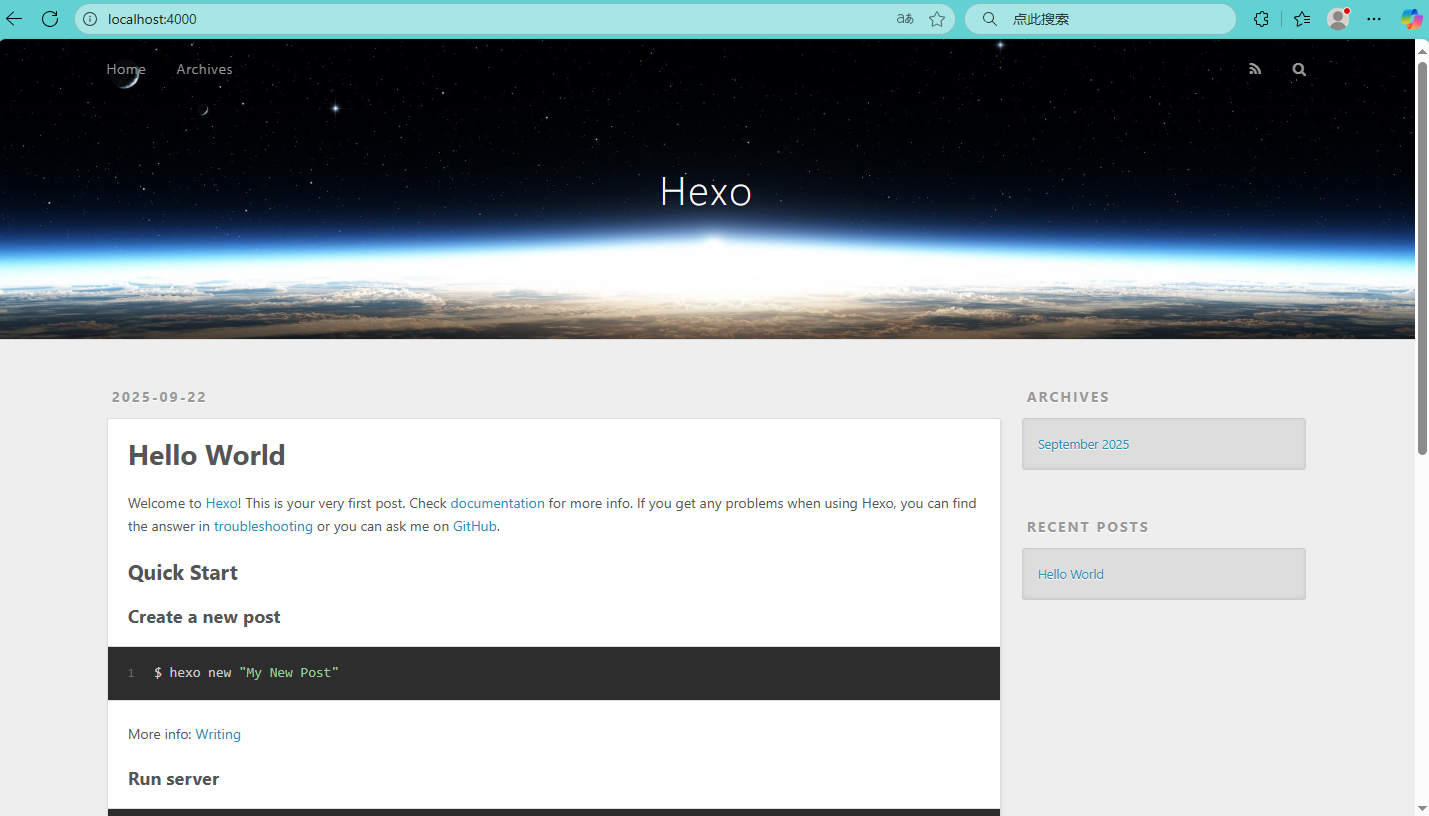 localhost:4000
点此搜索
Home
Archives
Hexo
2025-09-22
Hello World
Welcome to Hexo! This is your very first post. Check documentation for more info. If you get any problems when using Hexo, you can find
the answer in troubleshooting or you can ask me on GitHub.
Quick Start
Create a new post
1 $ hexo new "My New Post"
More info: Writing
Run server
ARCHIVES
September 2025
RECENT POSTS
Hello World